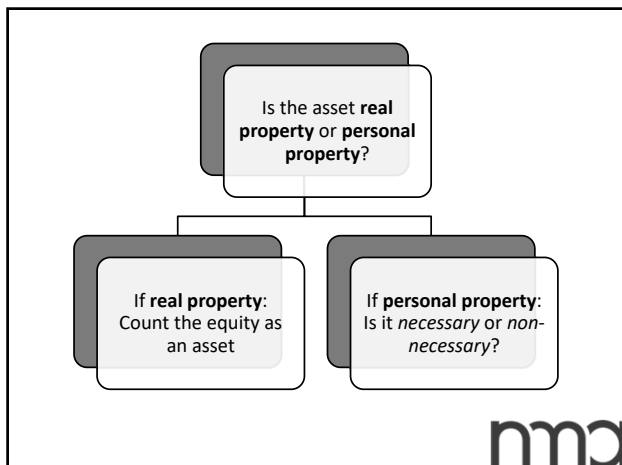 Is the asset real
property or personal
property?
If real property:
Count the equity as
an asset
If personal property:
Is it necessary or non-
necessary?
nma